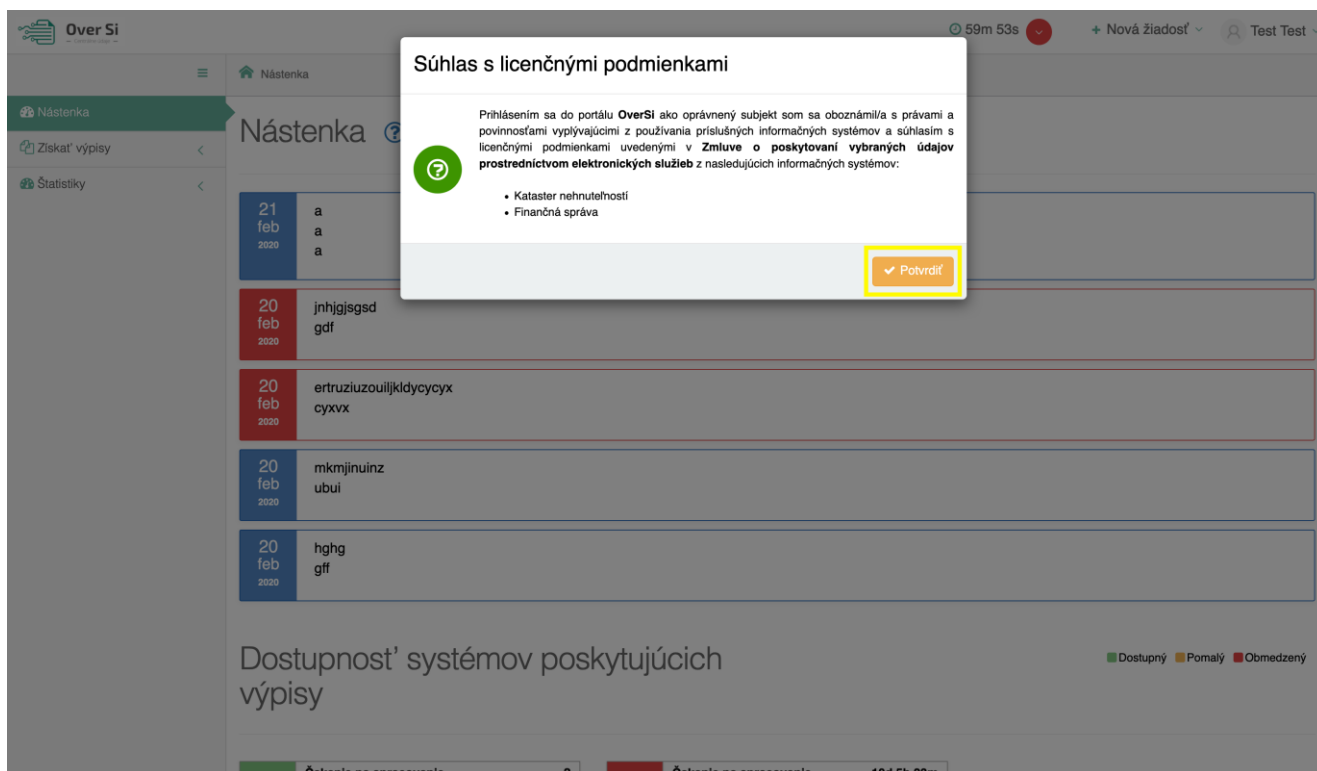 Over Si
59m 53s
+ Nová žiadosť
Test Test
Nástenka
Súhlas s licenčnými podmienkami
Nástenka
Získať výpisy
Štatistiky
Nástenka
Prihlásením sa do portálu OverSi ako oprávnený subjekt som sa oboznámil/a s právami a
povinnosťami vyplývajúcimi z používania príslušných informačných systémov a súhlasím s
licenčnými podmienkami uvedenými v Zmluve o poskytovaní vybraných údajov
prostredníctvom elektronických služieb z nasledujúcich informačných systémov:
• Kataster nehnuteľností
• Finančná správa
Potvrdiť
21
feb
2020
a
a
a
20
feb
2020
jnhjgjsgsd
gdf
20
feb
2020
ertruziuzouiljkldycycyx
cyxvx
20
feb
2020
mkmjinuinz
ubui
20
feb
2020
hghg
gff
Dostupnosť systémov poskytujúcich
výpisy
Dostupný Pomalý Obmedzený